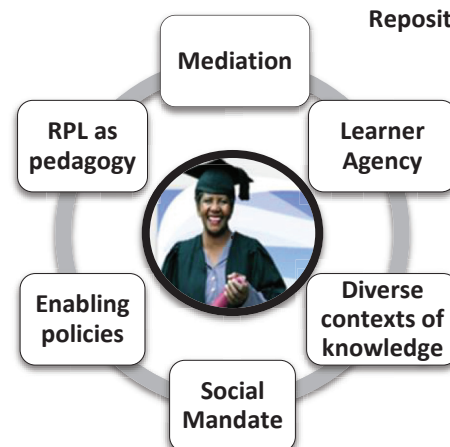 Reposit
Mediation
RPL as
pedagogy
Learner
Agency
Enabling
policies
Diverse
contexts of
knowledge
Social
Mandate